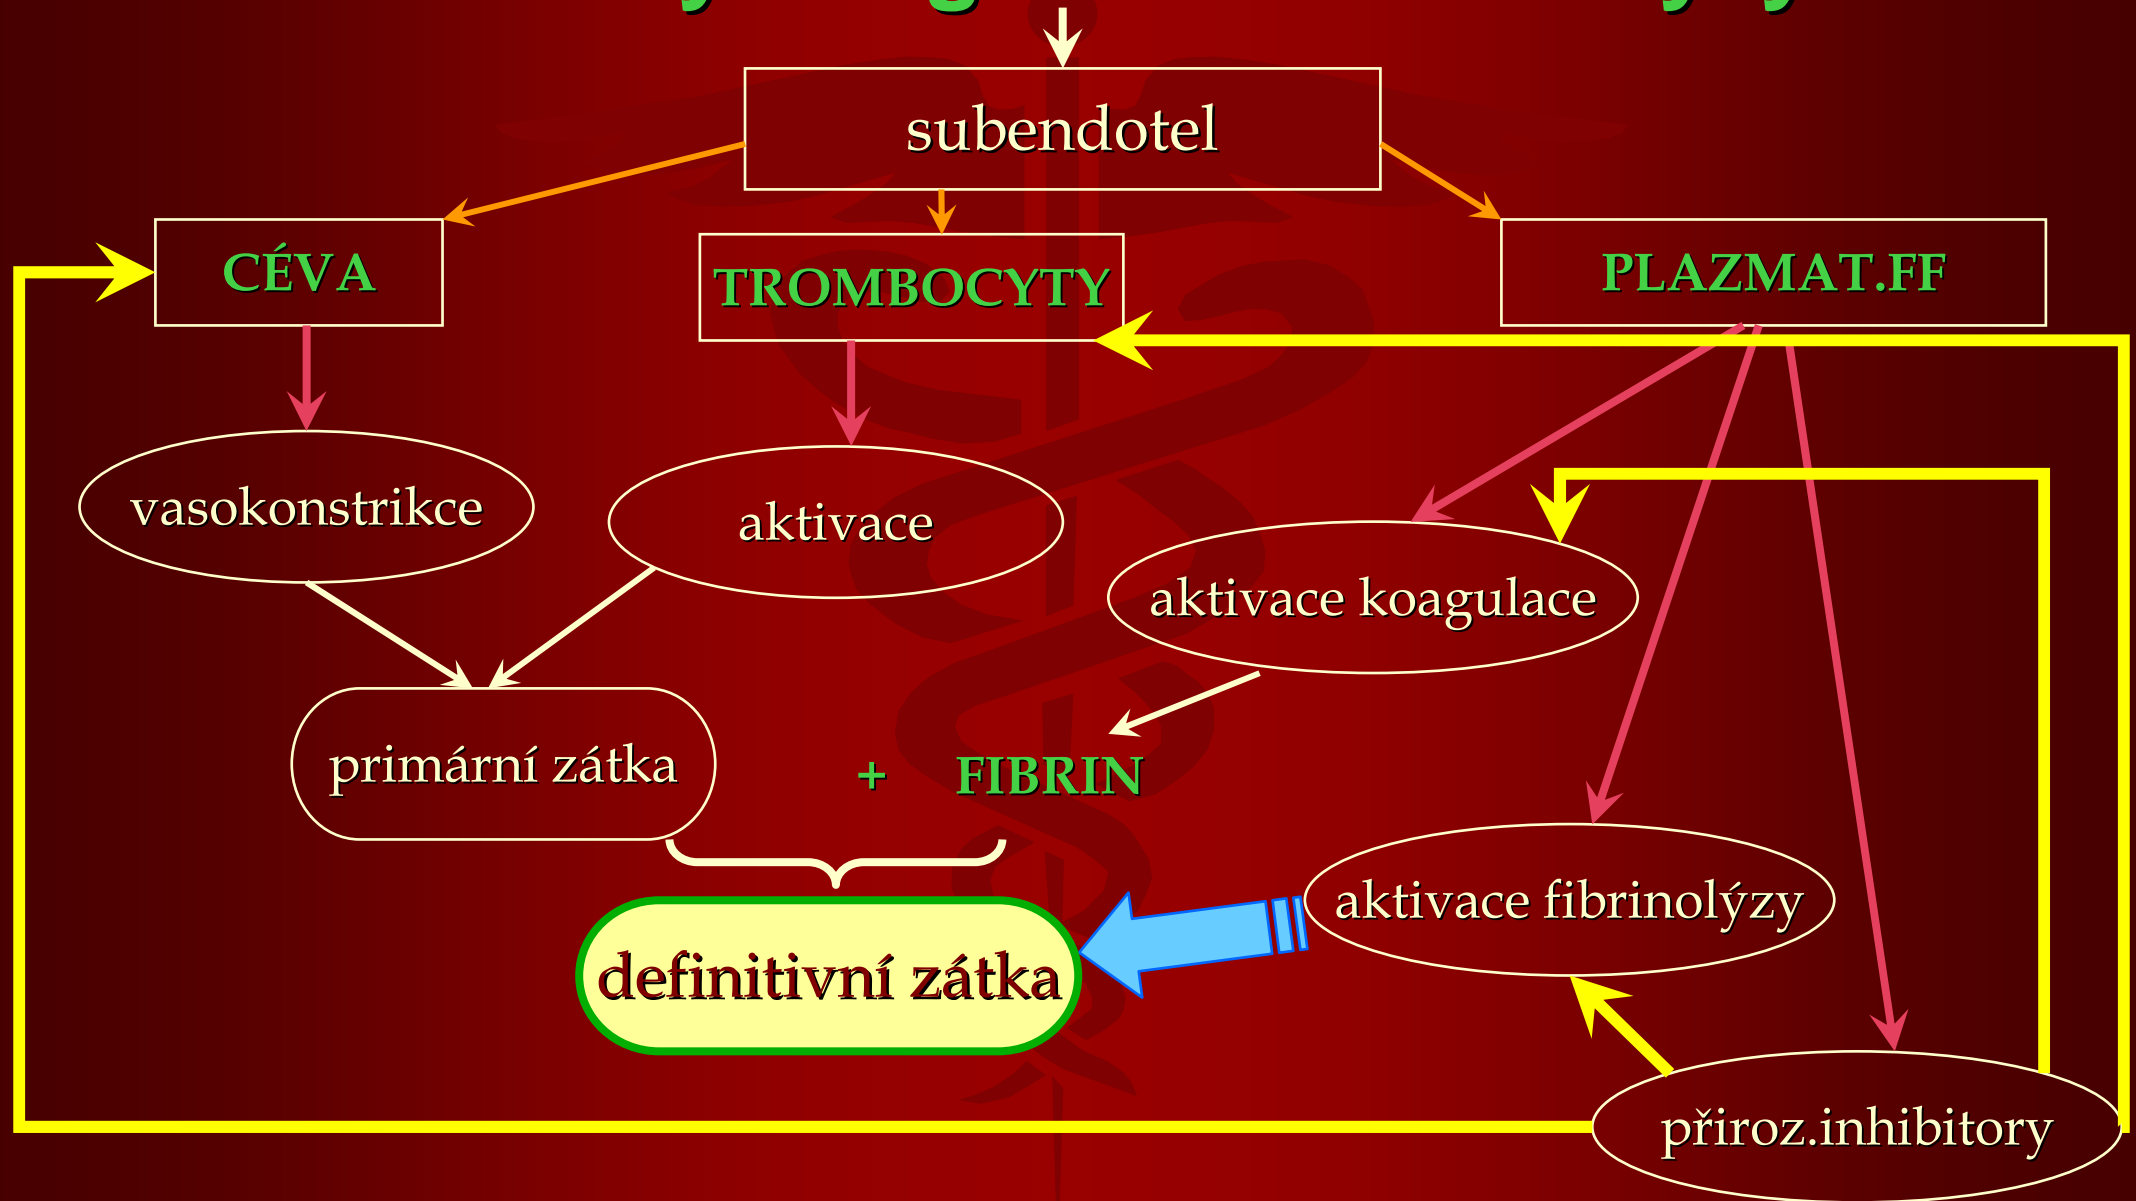 subendotel
CÉVA
TROMBOCYTY
PLAZMAT.FF
vasokonstrikce
aktivace
aktivace koagulace
primární zátka
+ FIBRIN
aktivace fibrinolýzy
definitivní zátka
přiroz.inhibitory